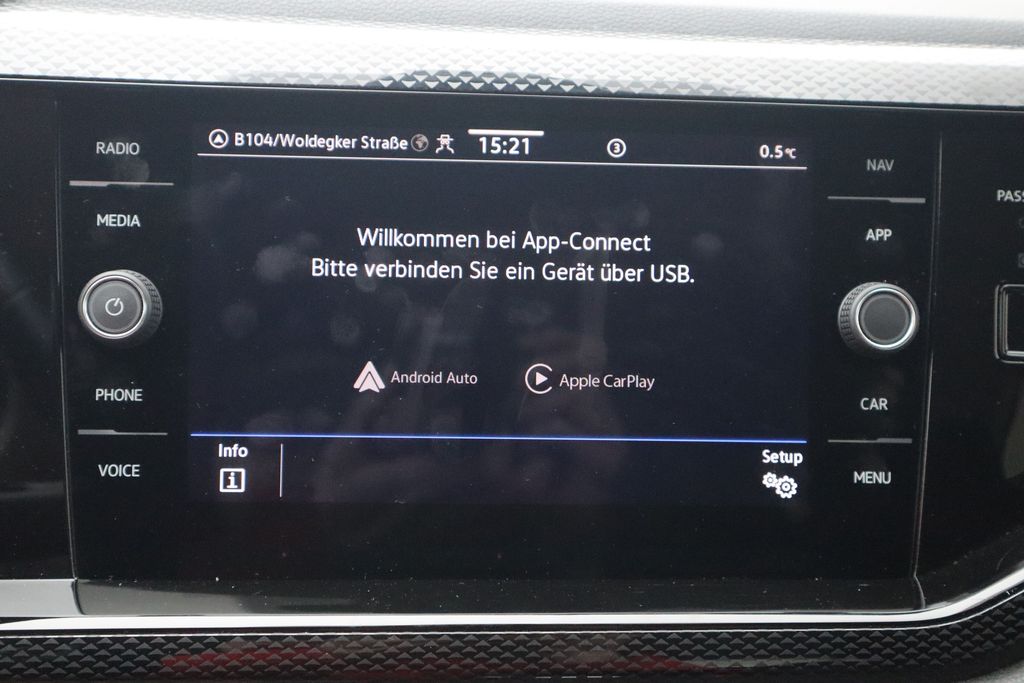 RADIO
MEDIA
PHONE
VOICE
B104/Woldegker Straße
15:21
3
0.5°C
Willkommen bei App-Connect
Bitte verbinden Sie ein Gerät über USB.
Android Auto
Apple CarPlay
Info
i
Setup
NAV
APP
CAR
MENU
PASS